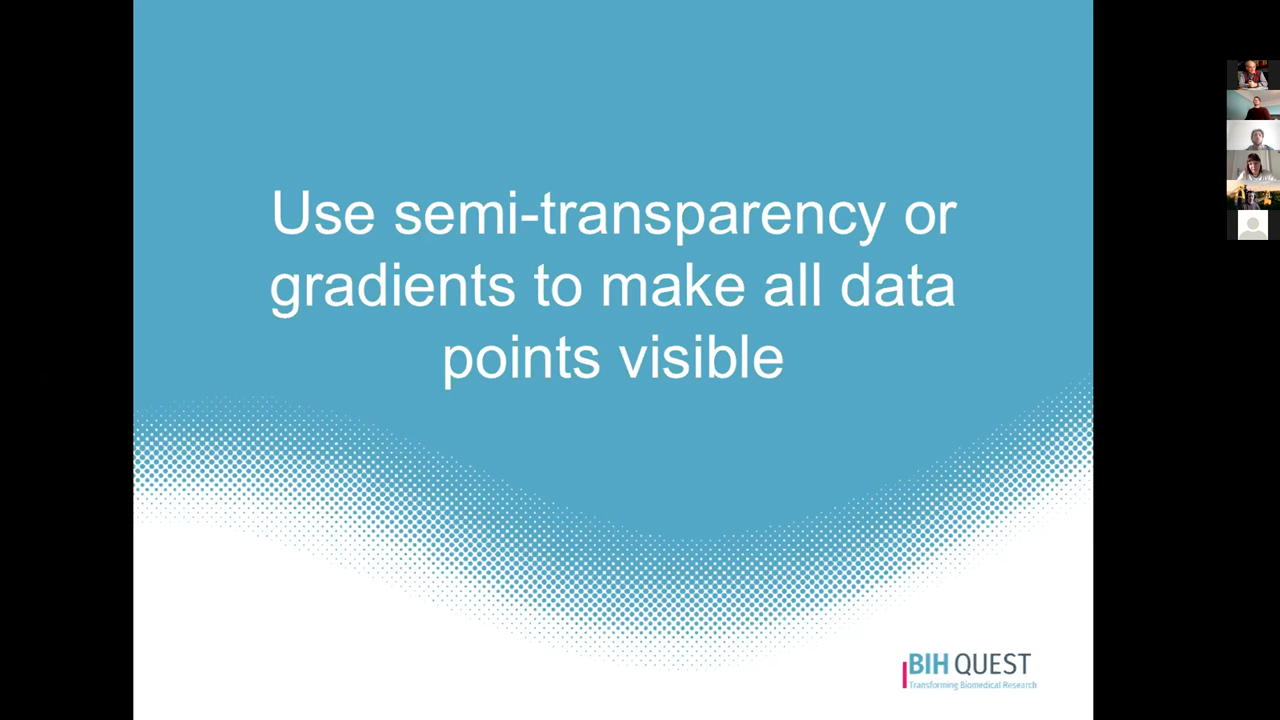 Use semi-transparency or
gradients to make all data
points visible
BIH QUEST
Transforming Biomedical Research